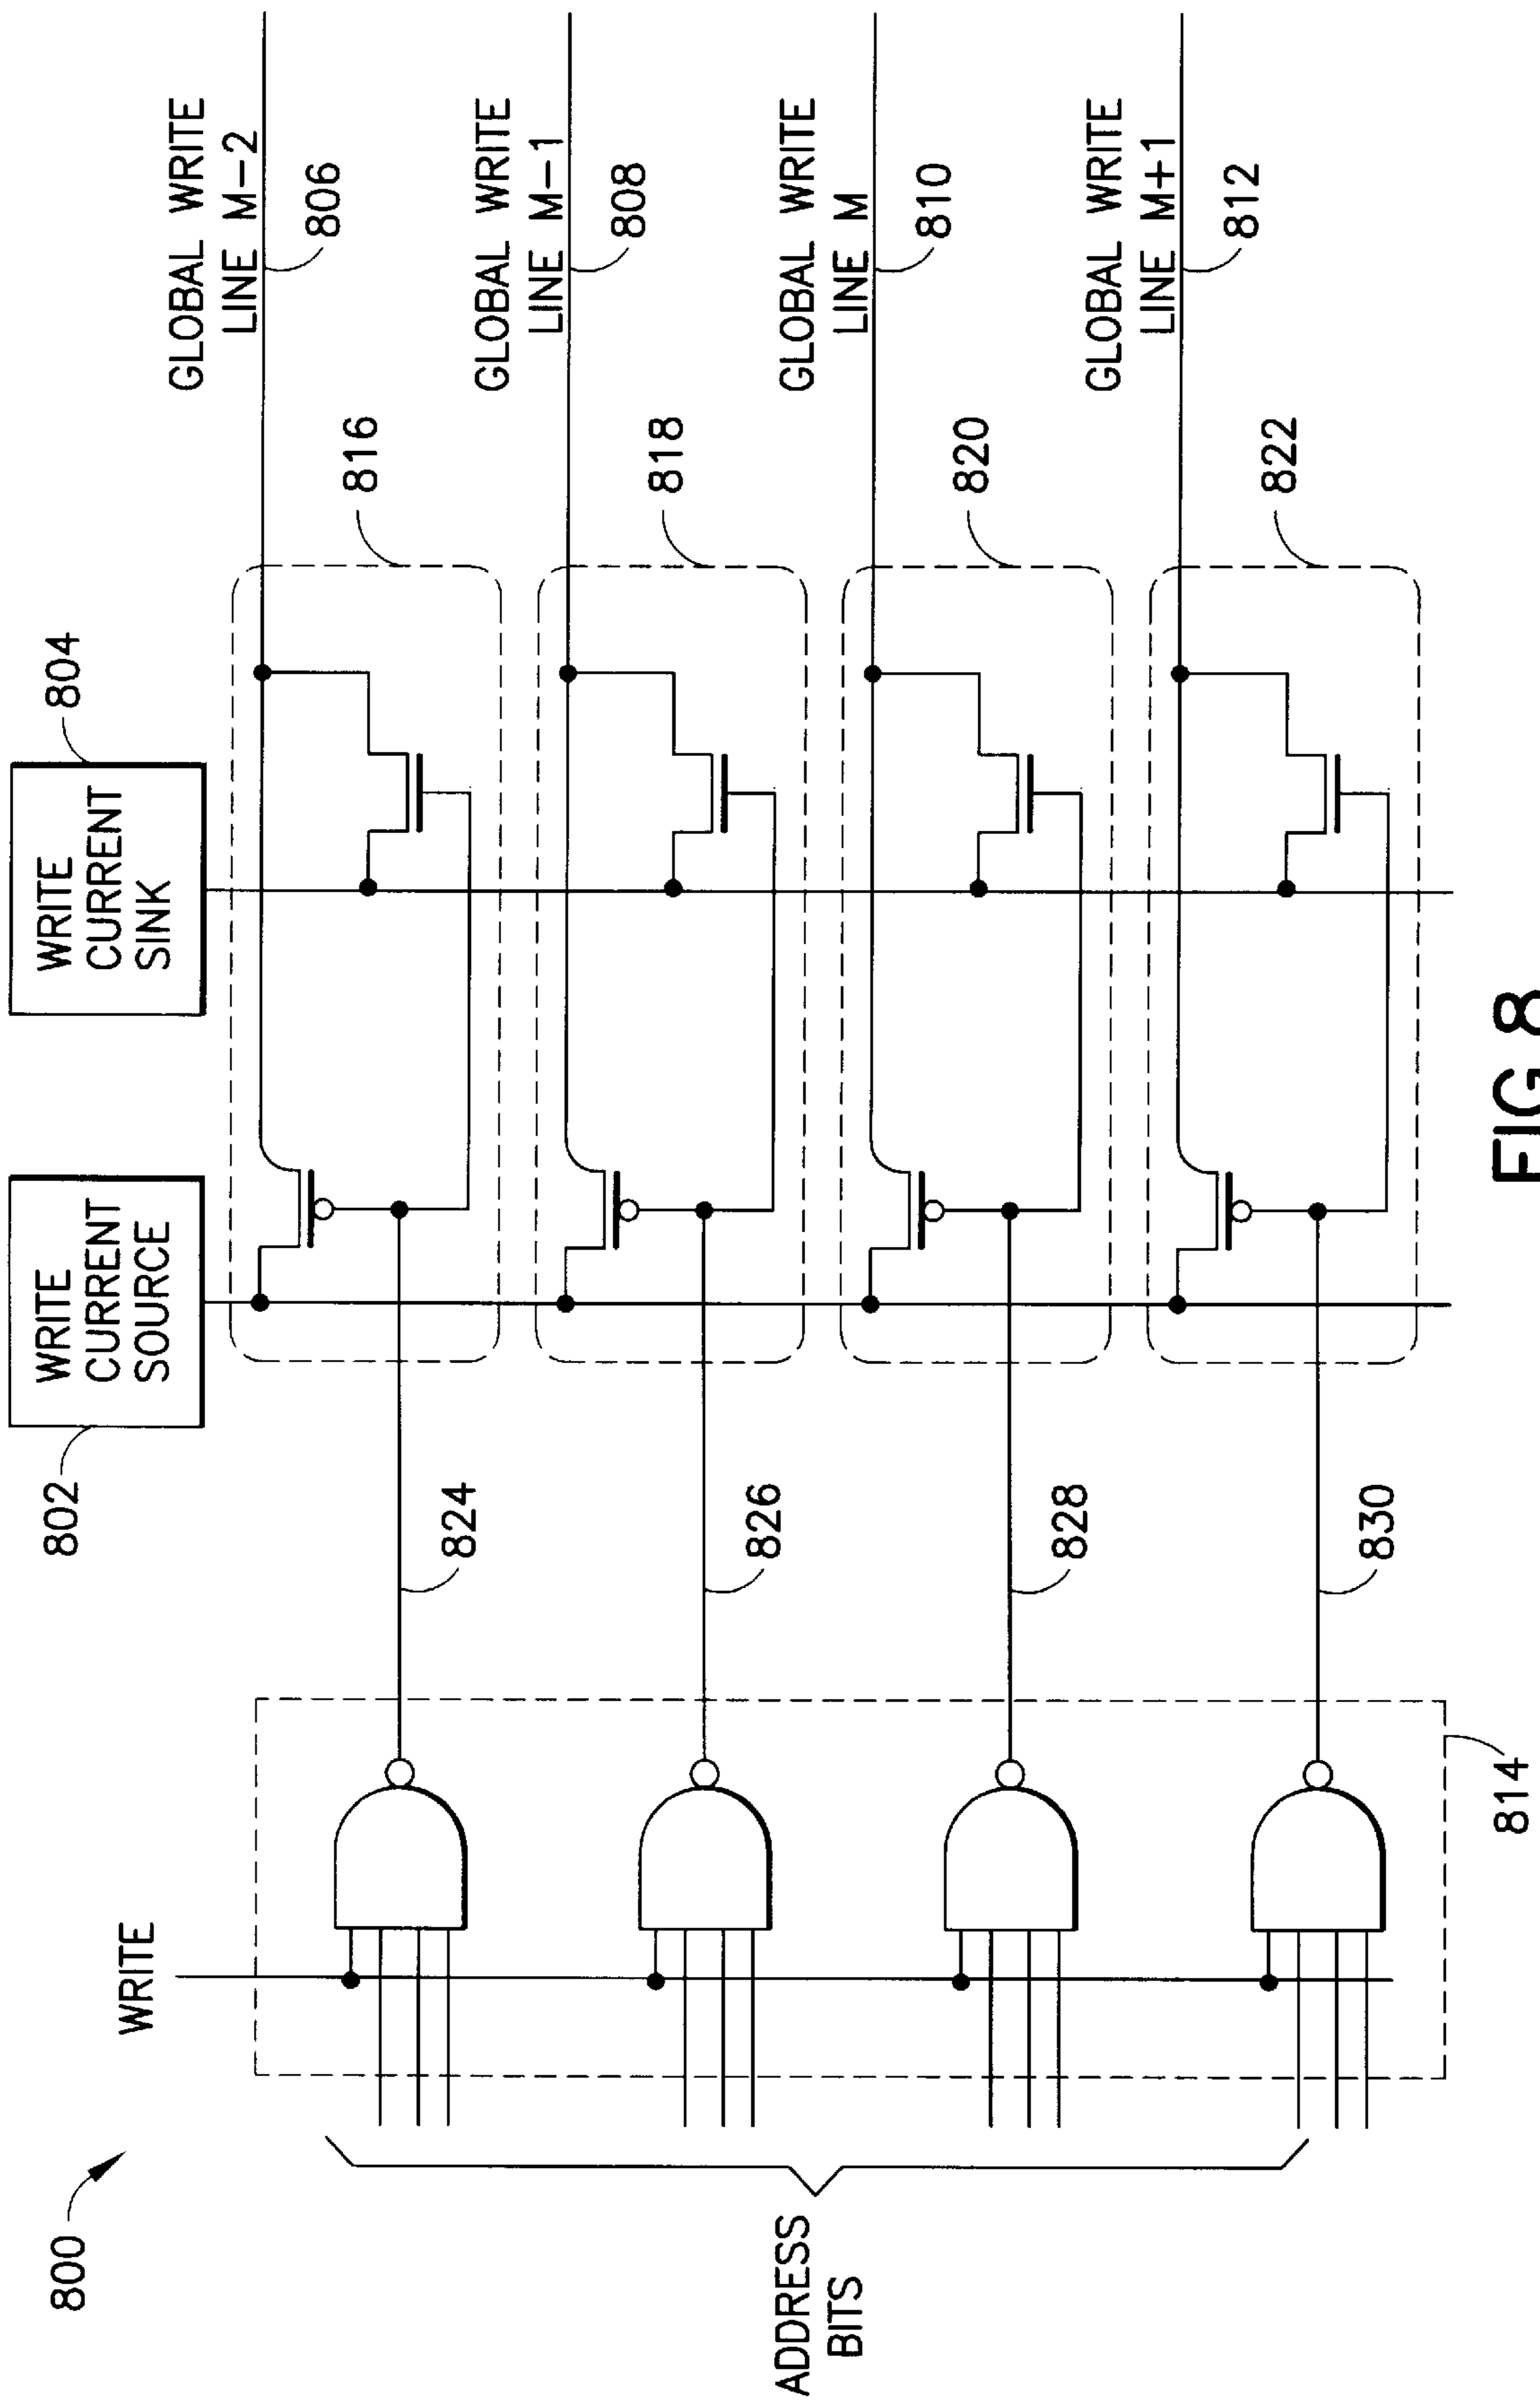 800
WRITE
ADDRESS
BITS
814
824
826
828
830
802
WRITE
CURRENT
SOURCE
804
WRITE
CURRENT
SINK
816
818
820
822
GLOBAL WRITE
LINE M-2
806
GLOBAL WRITE
LINE M-1
808
GLOBAL WRITE
LINE M
810
GLOBAL WRITE
LINE M+1
812
FIG.8